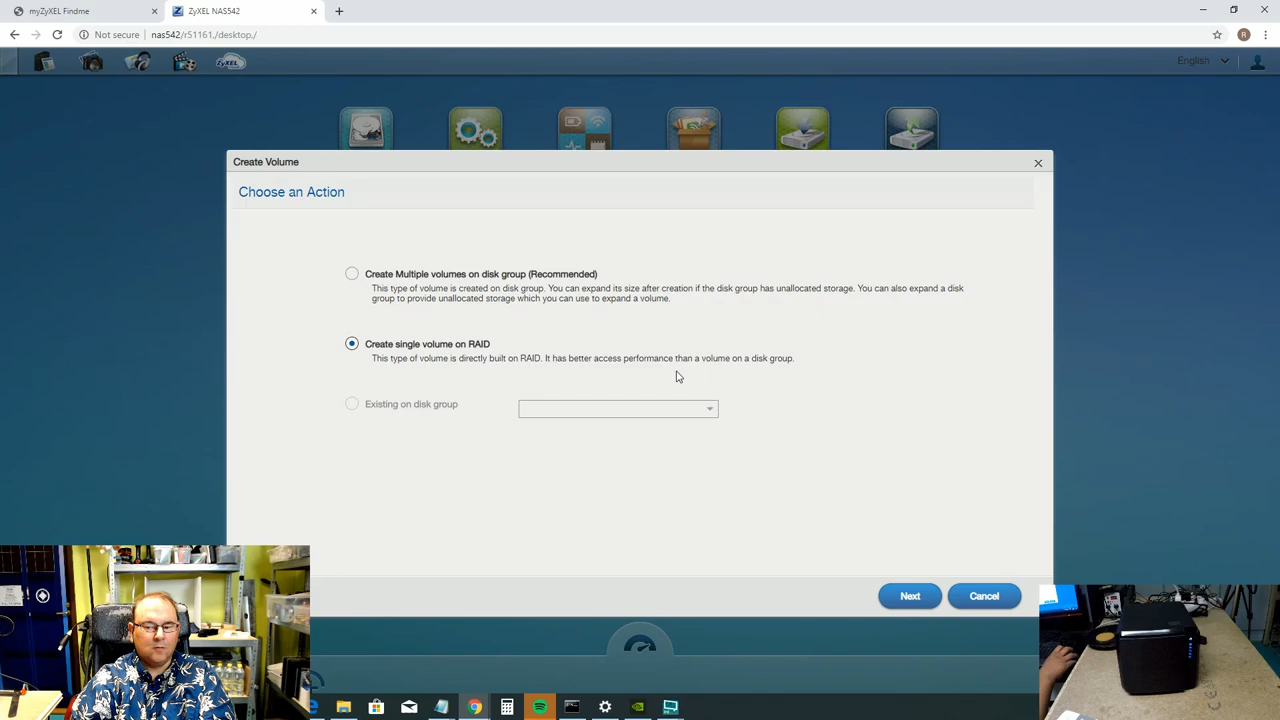 myZyXEL Findme
ZyXEL NAS542
Not secure
nas542/r51161,/desktop,/
R
ZyXEL
English
Create Volume
Choose an Action
Create Multiple volumes on disk group (Recommended)
This type of volume is created on disk group. You can expand its size after creation if the disk group has unallocated storage. You can also expand a disk
group to provide unallocated storage which you can use to expand a volume.
Create single volume on RAID
This type of volume is directly built on RAID. It has better access performance than a volume on a disk group.
Existing on disk group
Next
Cancel